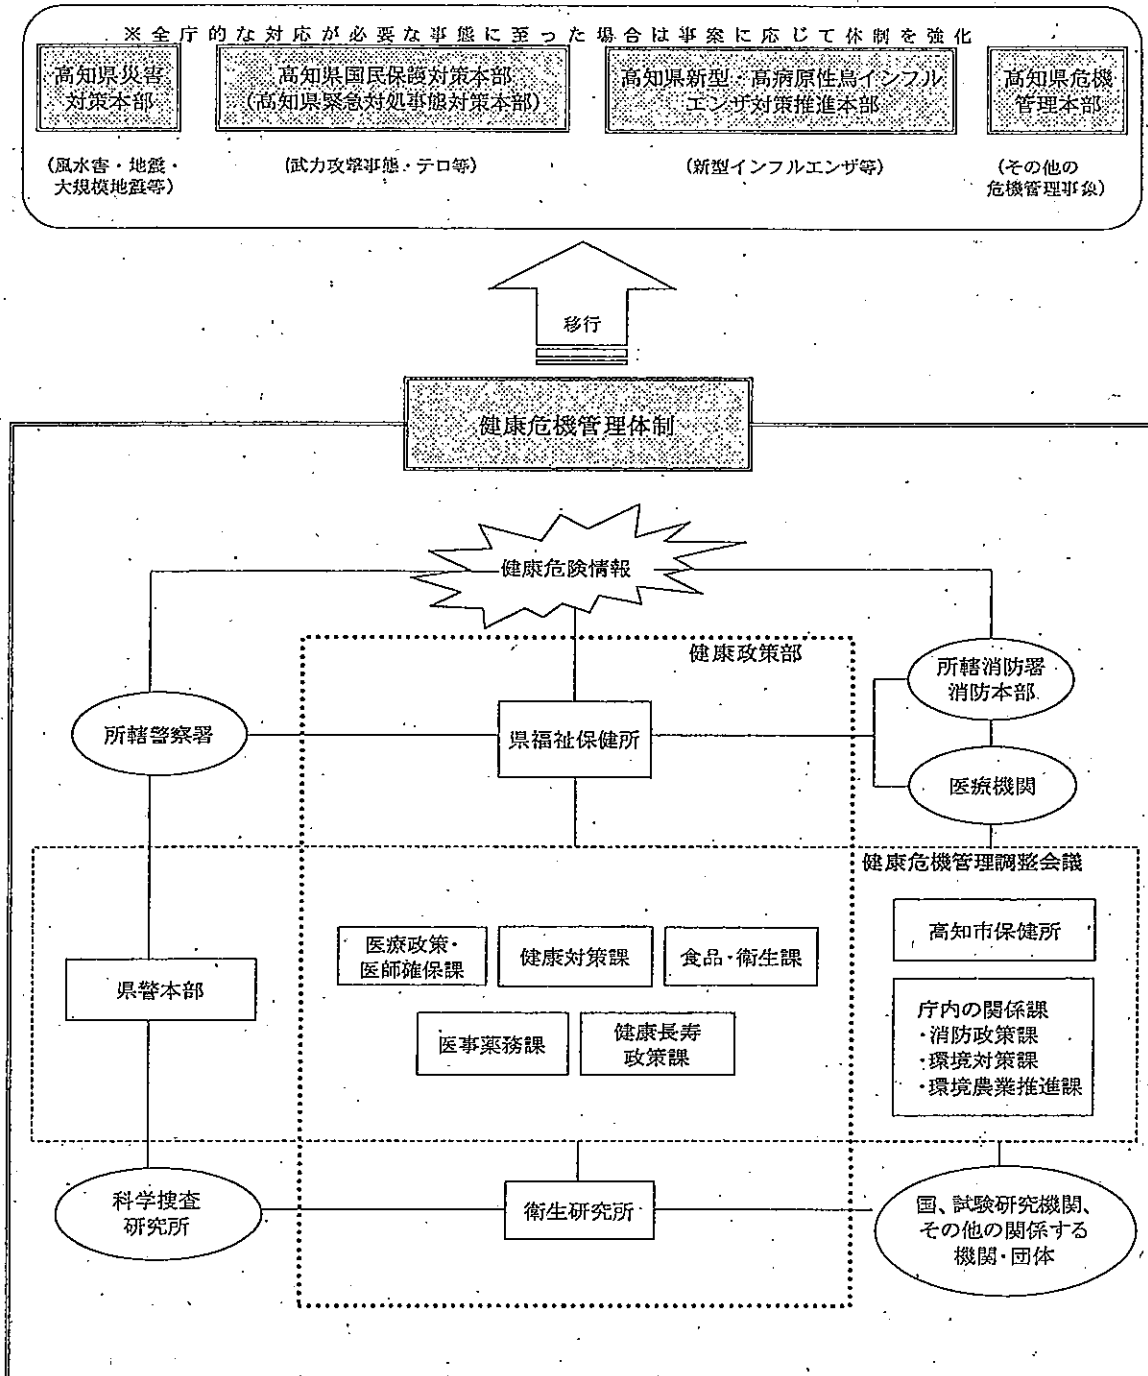 ※全庁的な対応が必要な事態に至った場合は事案に応じて体制を強化
高知県災害
対策本部
高知県国民保護対策本部
(高知県緊急対処事態対策本部)
高知県新型・高病原性鳥インフル
エンザ対策推進本部
高知県危機
管理本部
(風水害・地震・
大規模地震等)
(武力攻撃事態・テロ等)
(新型インフルエンザ等)
(その他の
危機管理事象)
移行
健康危機管理体制
健康危険情報
健康政策部
所轄消防署
消防本部
所轄警察署
県福祉保健所
医療機関
健康危機管理調整会議
医療政策・
医師確保課
健康対策課
食品・衛生課
高知市保健所
県警本部
医事薬務課
健康長寿
政策課
庁内の関係課
・消防政策課
・環境対策課
・環境農業推進課
科学捜査
研究所
衛生研究所
国、試験研究機関、
その他の関係する
機関・団体